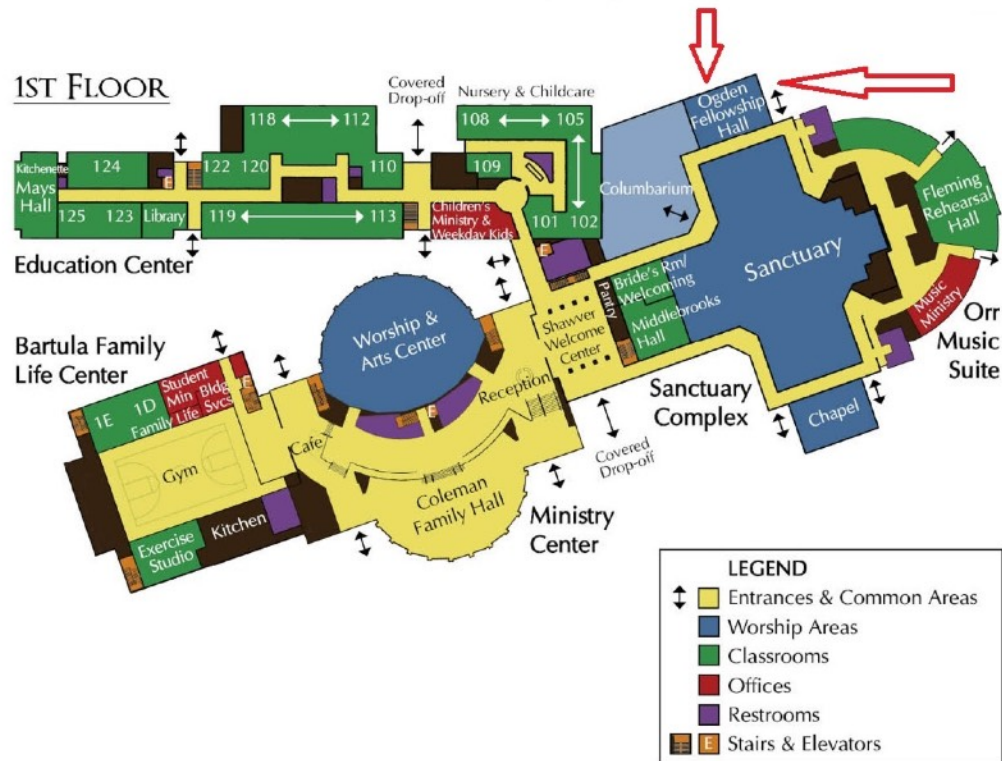 1ST FLOOR
Covered
Drop-off
Nursery & Childcare
118
112
108
105
Ogden
Fellowship
Hall
Kitchenette
Mays
Hall
124
E
122
120
110
109
125
123
Library
119
113
Children's
Ministry &
Weekday Kids
101
102
E
Columbarium
Fleming
Rehearsal
Hall
Education Center
Sanctuary
Bride's Rm/
Welcoming
Pantry
Middlebrooks
Hall
Shawver
Welcome
Center
Music
Ministry
Orr
Music
Suite
Worship &
Arts Center
Bartula Family
Life Center
Reception
E
Sanctuary
Complex
Chapel
1E
1D
Family
Student
Min
Life
Bldg
Svcs
E
Cafe
Gym
Covered
Drop-off
Coleman
Family Hall
Ministry
Center
Kitchen
Exercise
Studio
LEGEND
Entrances & Common Areas
Worship Areas
Classrooms
Offices
Restrooms
E Stairs & Elevators